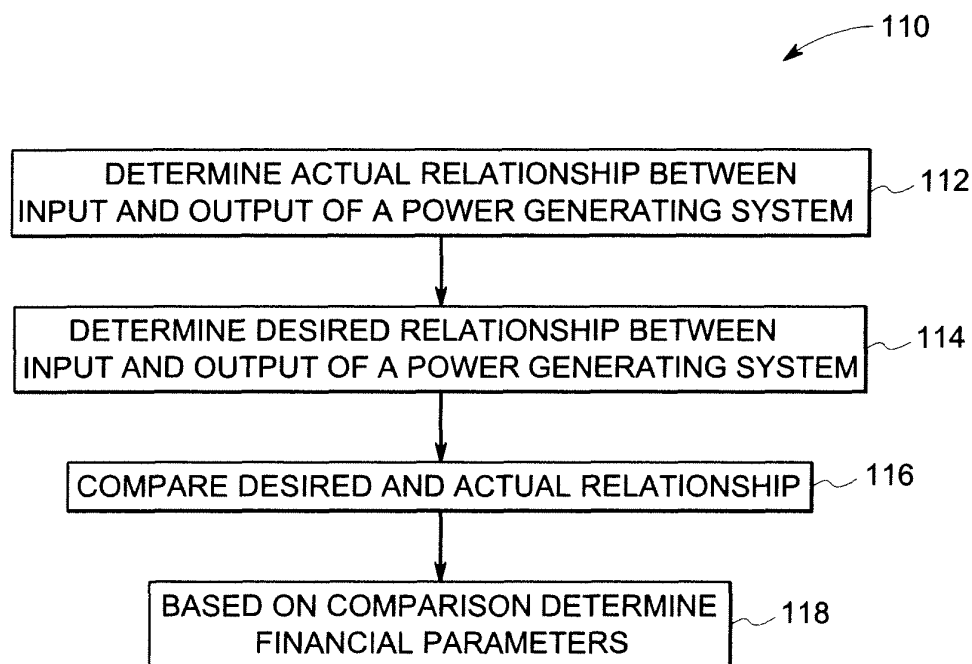 110
DETERMINE ACTUAL RELATIONSHIP BETWEEN
INPUT AND OUTPUT OF A POWER GENERATING SYSTEM
112
DETERMINE DESIRED RELATIONSHIP BETWEEN
INPUT AND OUTPUT OF A POWER GENERATING SYSTEM
114
COMPARE DESIRED AND ACTUAL RELATIONSHIP
116
BASED ON COMPARISON DETERMINE
FINANCIAL PARAMETERS
118